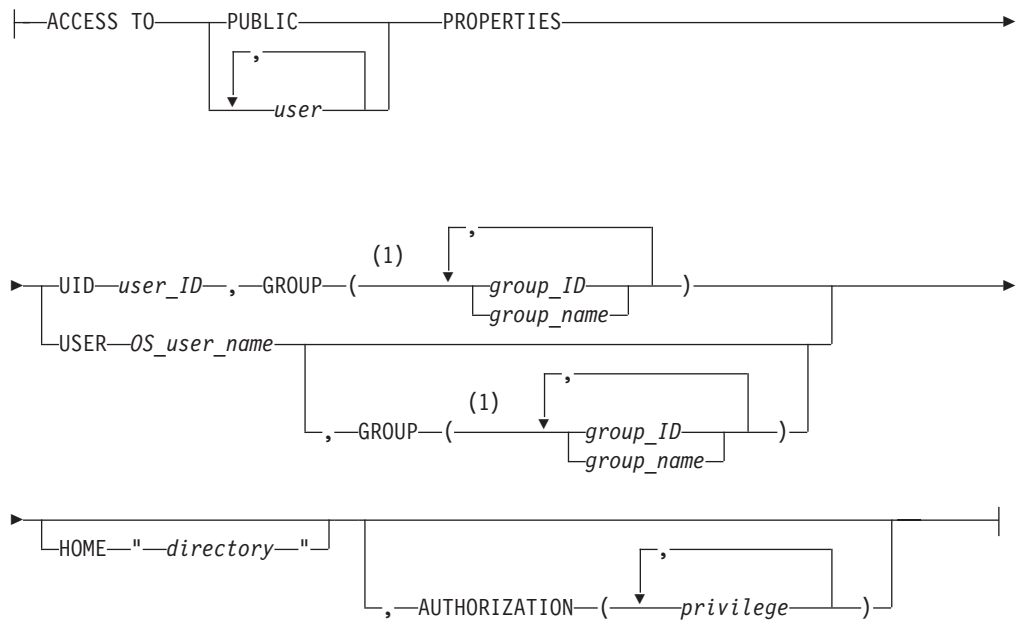 ACCESS TO PUBLIC PROPERTIES
,
user
,
(1)
UID user_ID , GROUP ( group_ID )
group_name
USER OS_user_name
,
(1)
, GROUP ( group_ID )
group_name
HOME " directory "
,
, AUTHORIZATION ( privilege )